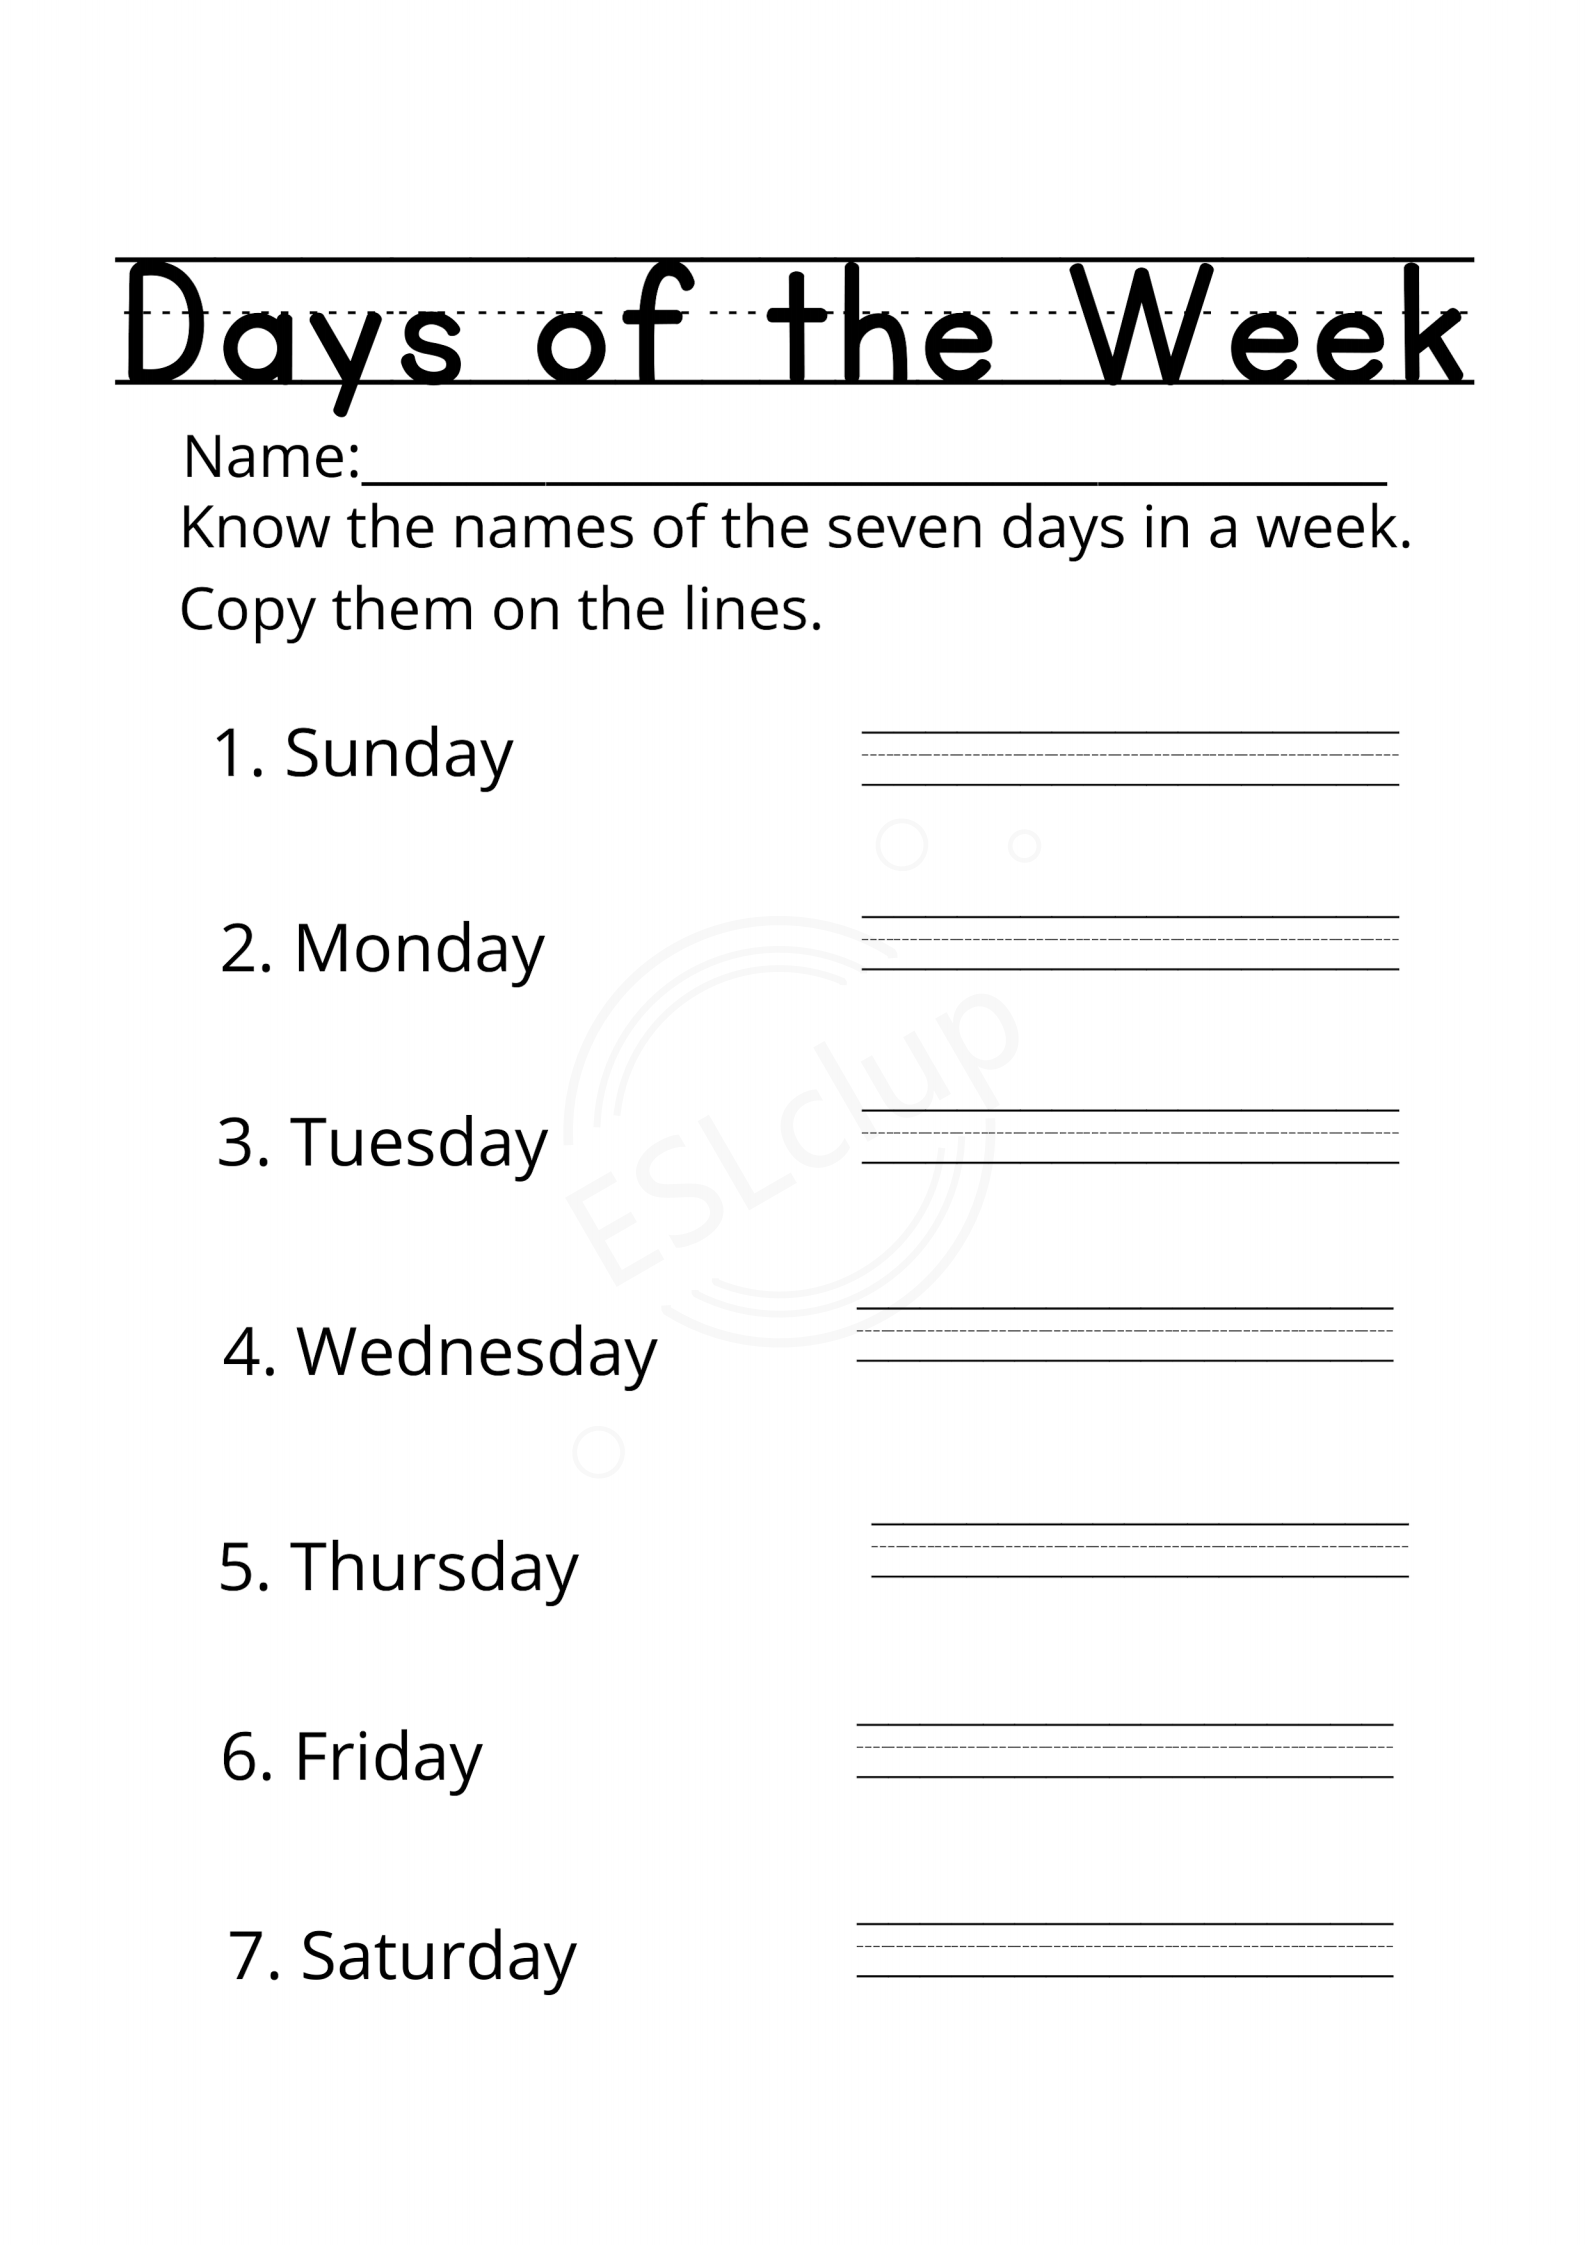 Days of the Week
Name:
Know the names of the seven days in a week.
Copy them on the lines.
1. Sunday
2. Monday
ESLclup
3. Tuesday
4. Wednesday
5. Thursday
6. Friday
7. Saturday